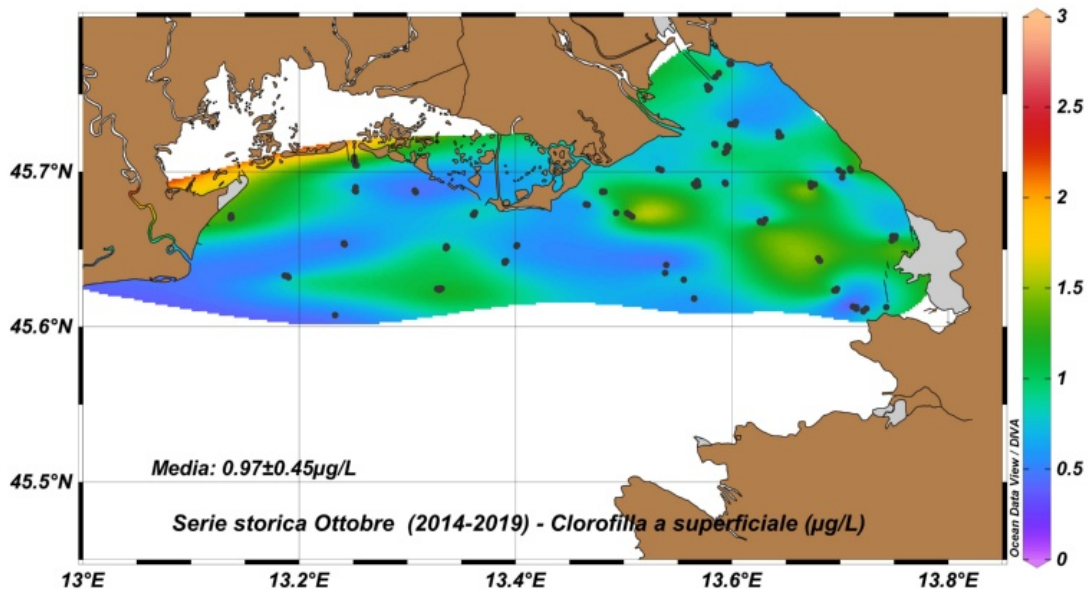 3
2.5
2
1.5
1
0.5
0
45.7°N
45.6°N
45.5°N
Media: 0.97±0.45µg/L
Serie storica Ottobre (2014-2019) - Clorofilla a superficiale (µg/L)
Ocean Data View / DIVA
13°E
13.2°E
13.4°E
13.6°E
13.8°E